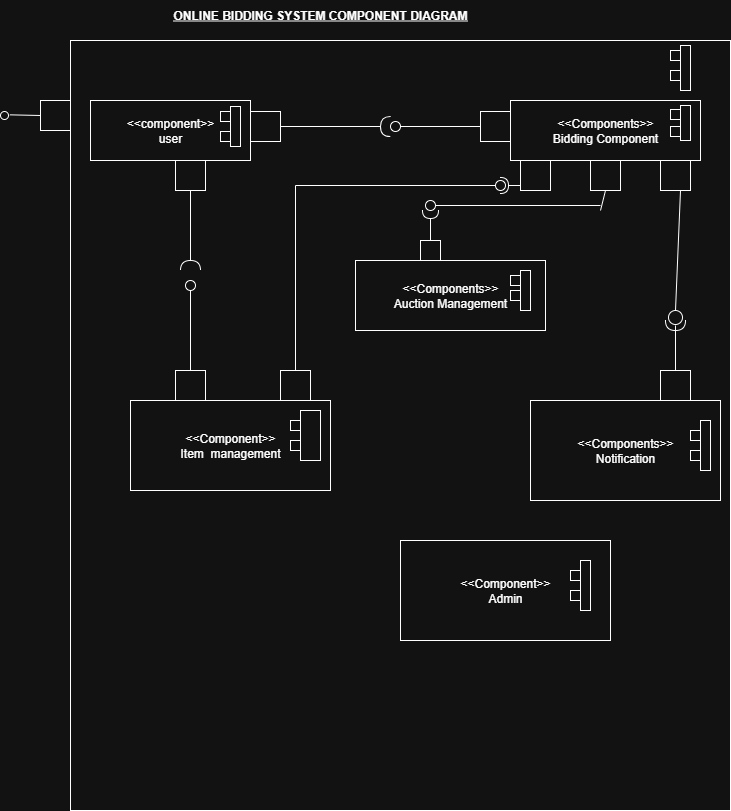 ONLINE BIDDING SYSTEM COMPONENT DIAGRAM
<<component>>
user
<<Components>>
Bidding Component
<<Components>>
Auction Management
<<Component>>
Item  management
<<Components>>
Notification
<<Component>>
Admin